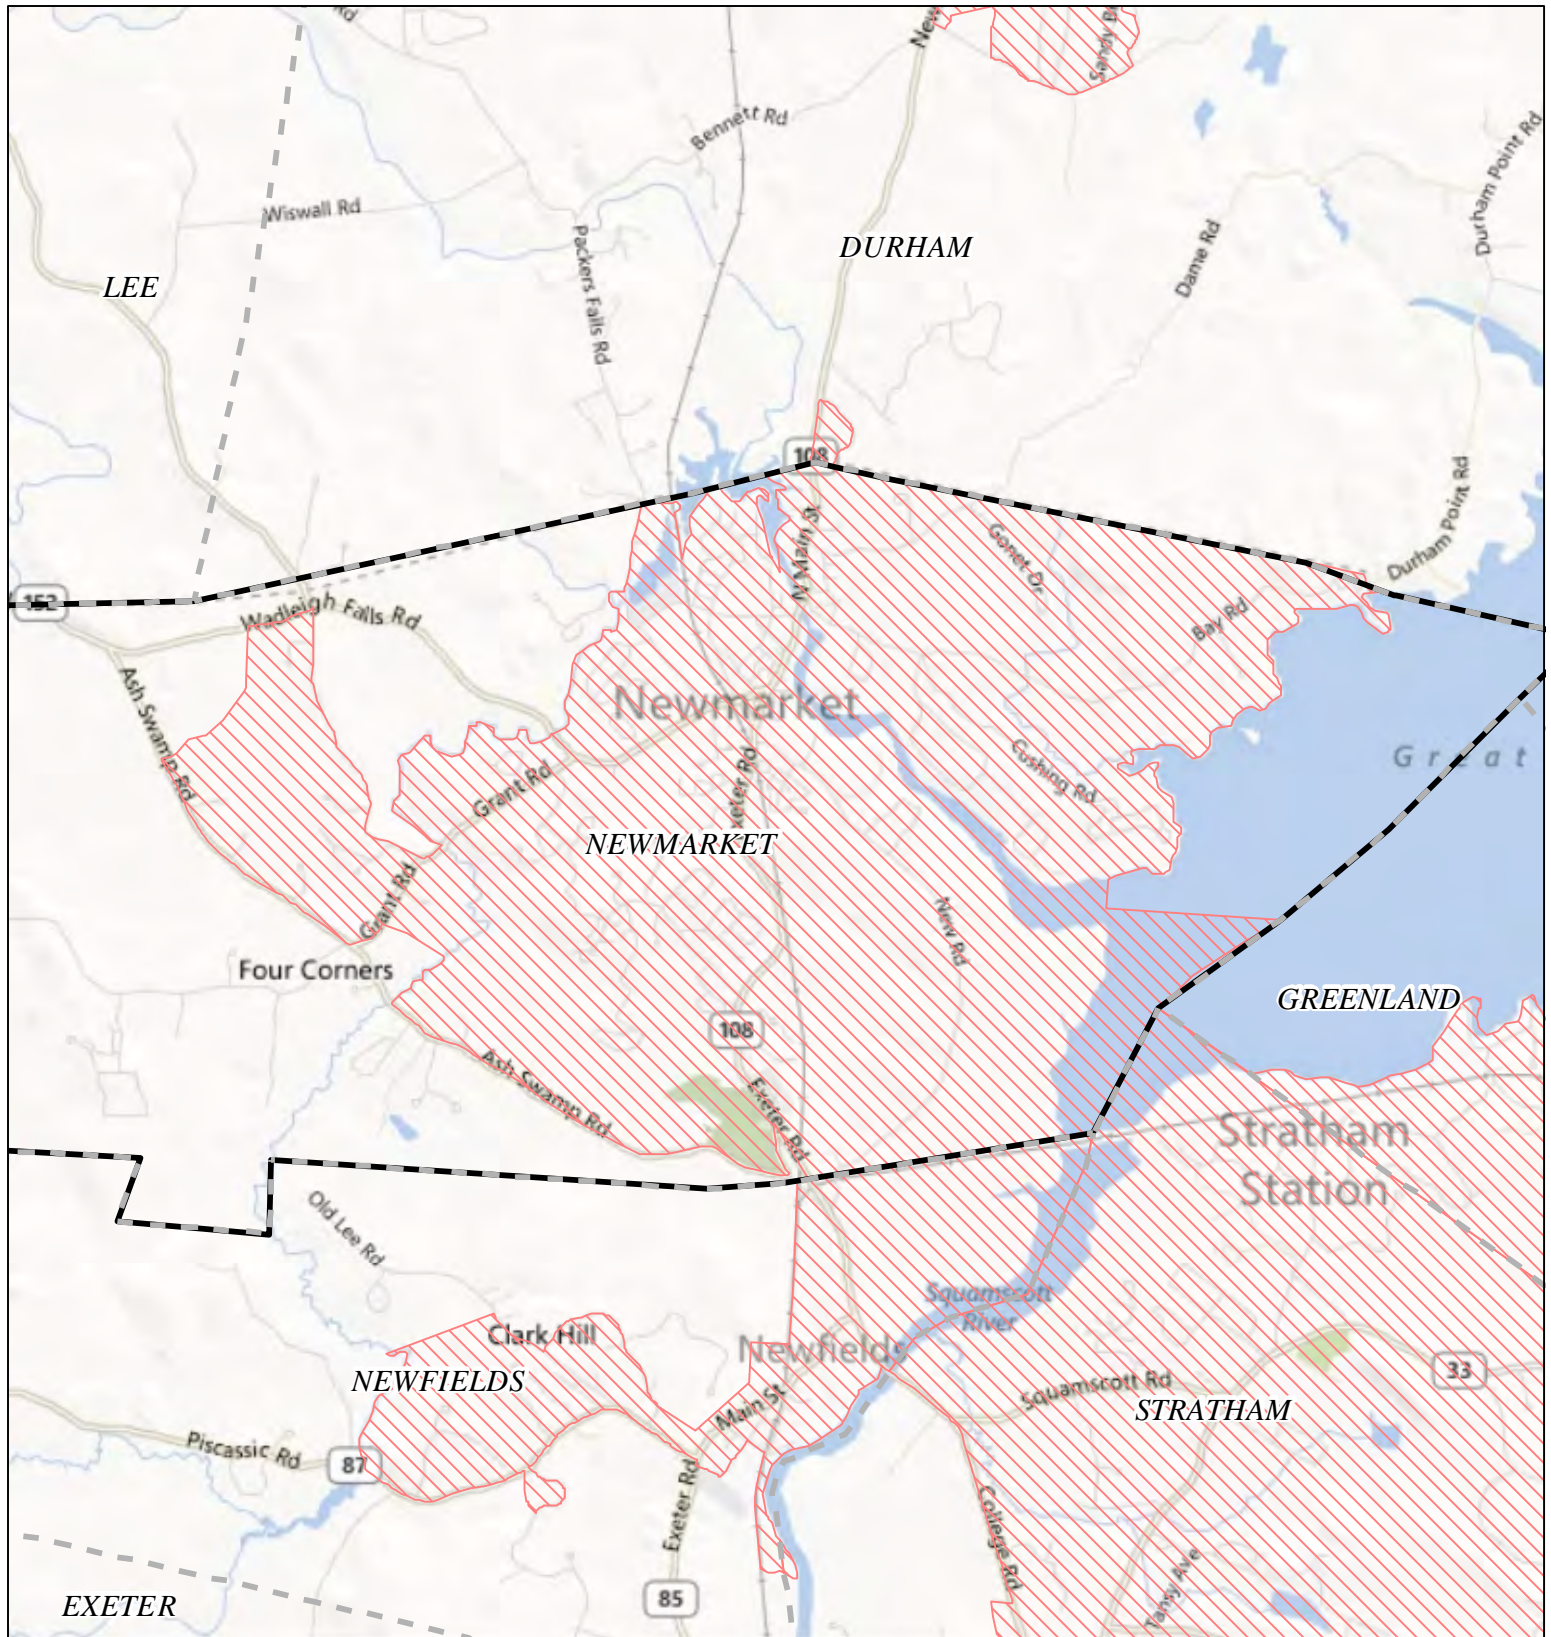 Rd
New
Sandy B
Bennett Rd
Durham Point Rd
Wiswall Rd
Packers Falls Rd
DURHAM
Dame Rd
LEE
108
Durham Point Rd
N Main St
Gonet Dr
152
Wadleigh Falls Rd
Bay Rd
Ash Swamp Rd
Newmarket
Great
Grant Rd
Exeter Rd
Cushing Rd
NEWMARKET
Grant Rd
New Rd
Four Corners
GREENLAND
108
Ash Swamp Rd
Exeter Rd
Stratham
Station
Old Lee Rd
Squamscott
River
Clark Hill
Newfields
NEWFIELDS
33
Squamscott Rd
Main St
STRATHAM
Piscassic Rd
87
Exeter Rd
College Rd
Tansy Ave
85
EXETER